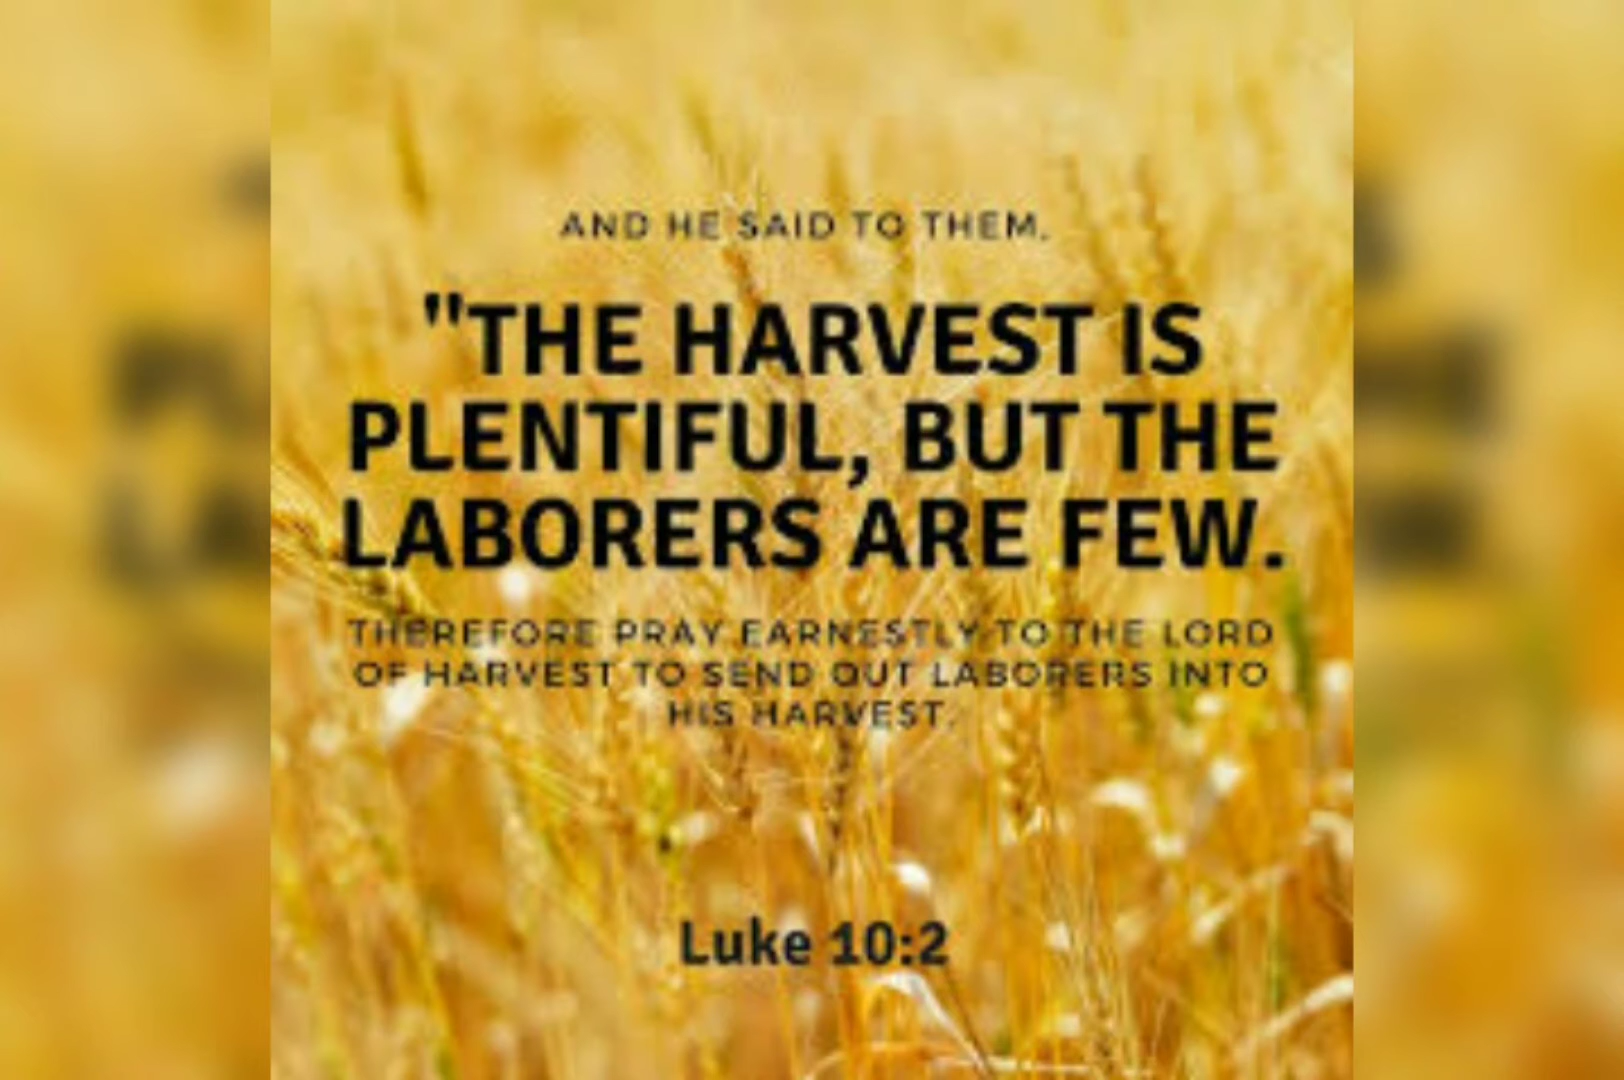 AND HE SAID TO THEM,
"THE HARVEST IS
PLENTIFUL, BUT THE
LABORERS ARE FEW.
THEREFORE PRAY EARNESTLY TO THE LORD
OF HARVEST TO SEND OUT LABORERS INTO
HIS HARVEST.
Luke 10:2